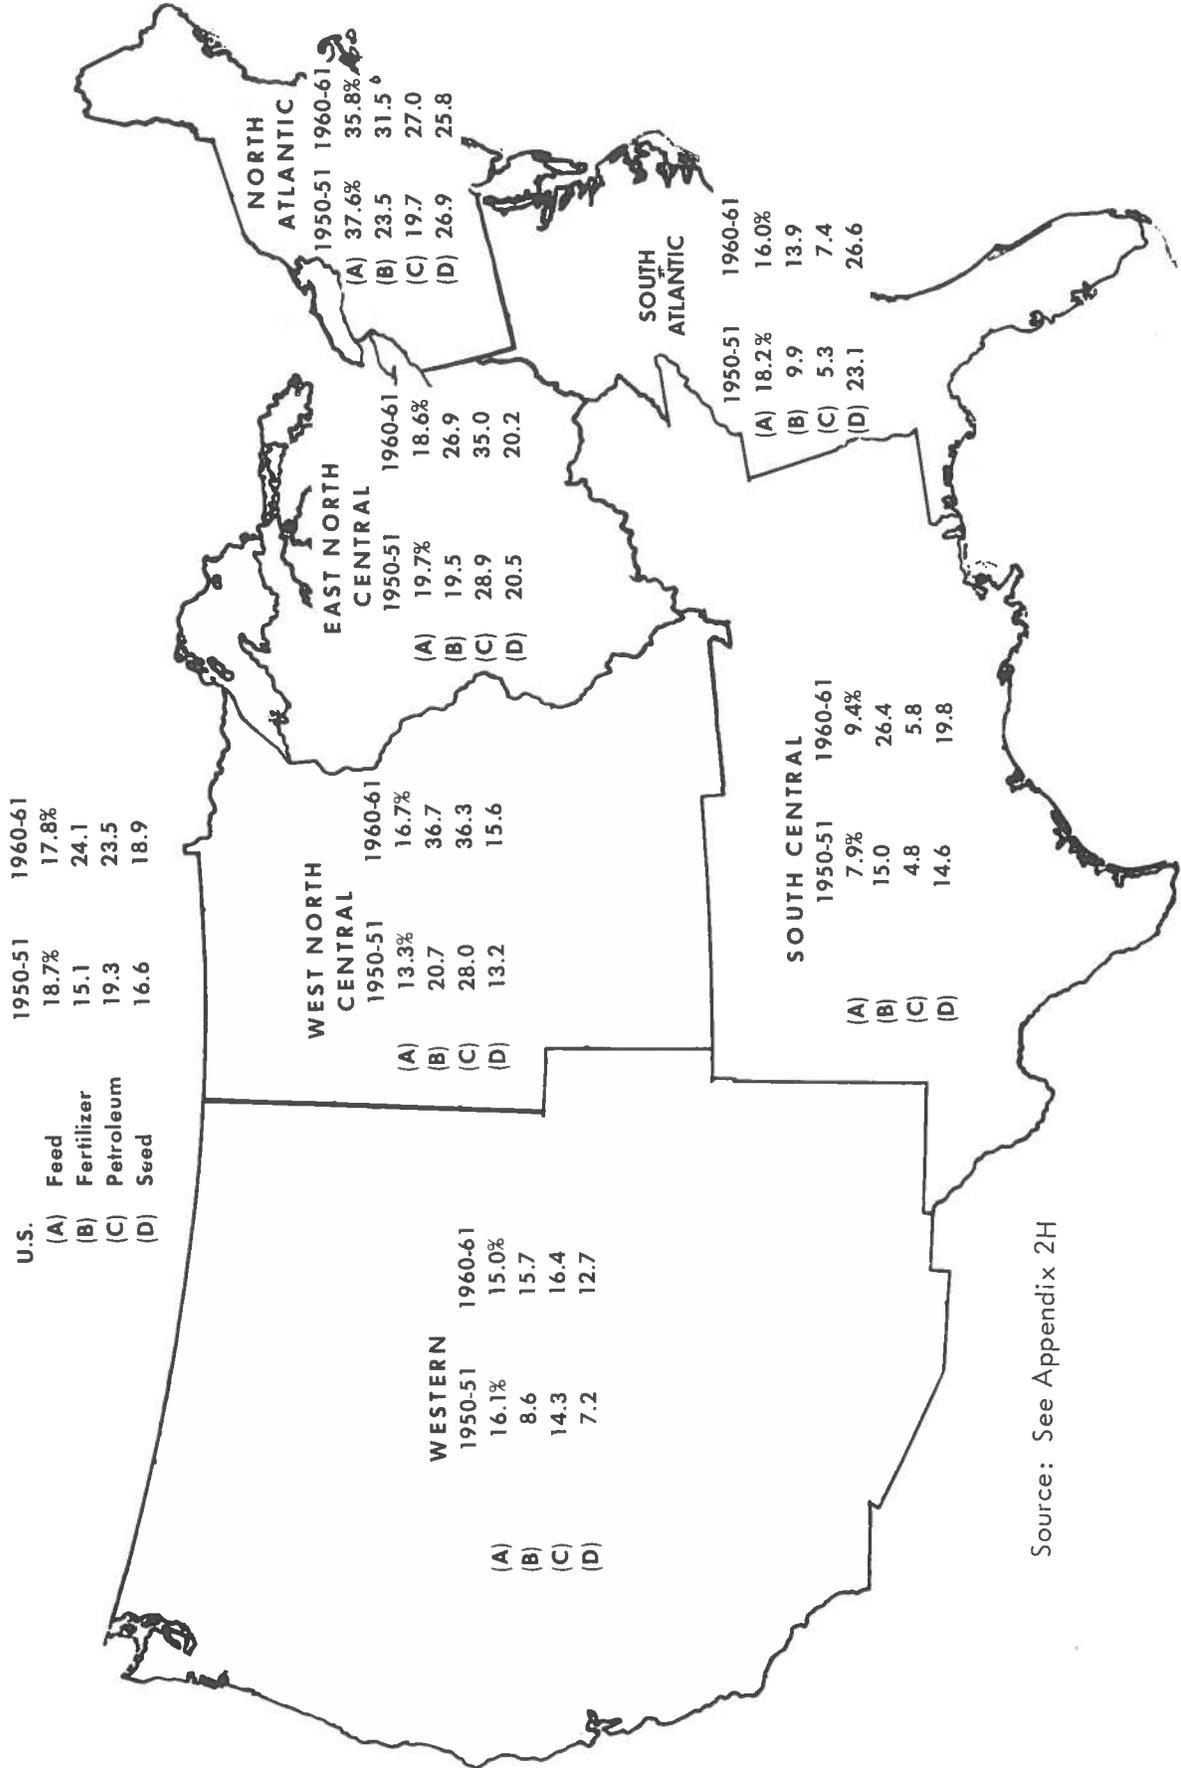 U.S. 1950-51 1960-61
(A) Feed 18.7% 17.8%
(B) Fertilizer 15.1 24.1
(C) Petroleum 19.3 23.5
(D) Seed 16.6 18.9
WESTERN
1950-51 1960-61
(A) 16.1% 15.0%
(B) 8.6 15.7
(C) 14.3 16.4
(D) 7.2 12.7
WEST NORTH
CENTRAL
1950-51 1960-61
(A) 13.3% 16.7%
(B) 20.7 36.7
(C) 28.0 36.3
(D) 13.2 15.6
EAST NORTH
CENTRAL
1950-51 1960-61
(A) 19.7% 18.6%
(B) 19.5 26.9
(C) 28.9 35.0
(D) 20.5 20.2
NORTH
ATLANTIC
1950-51 1960-61
(A) 37.6% 35.8%
(B) 23.5 31.5
(C) 19.7 27.0
(D) 26.9 25.8
SOUTH
ATLANTIC
1950-51 1960-61
(A) 18.2% 16.0%
(B) 9.9 13.9
(C) 5.3 7.4
(D) 23.1 26.6
SOUTH CENTRAL
1950-51 1960-61
(A) 7.9% 9.4%
(B) 15.0 26.4
(C) 4.8 5.8
(D) 14.6 19.8
Source: See Appendix 2H